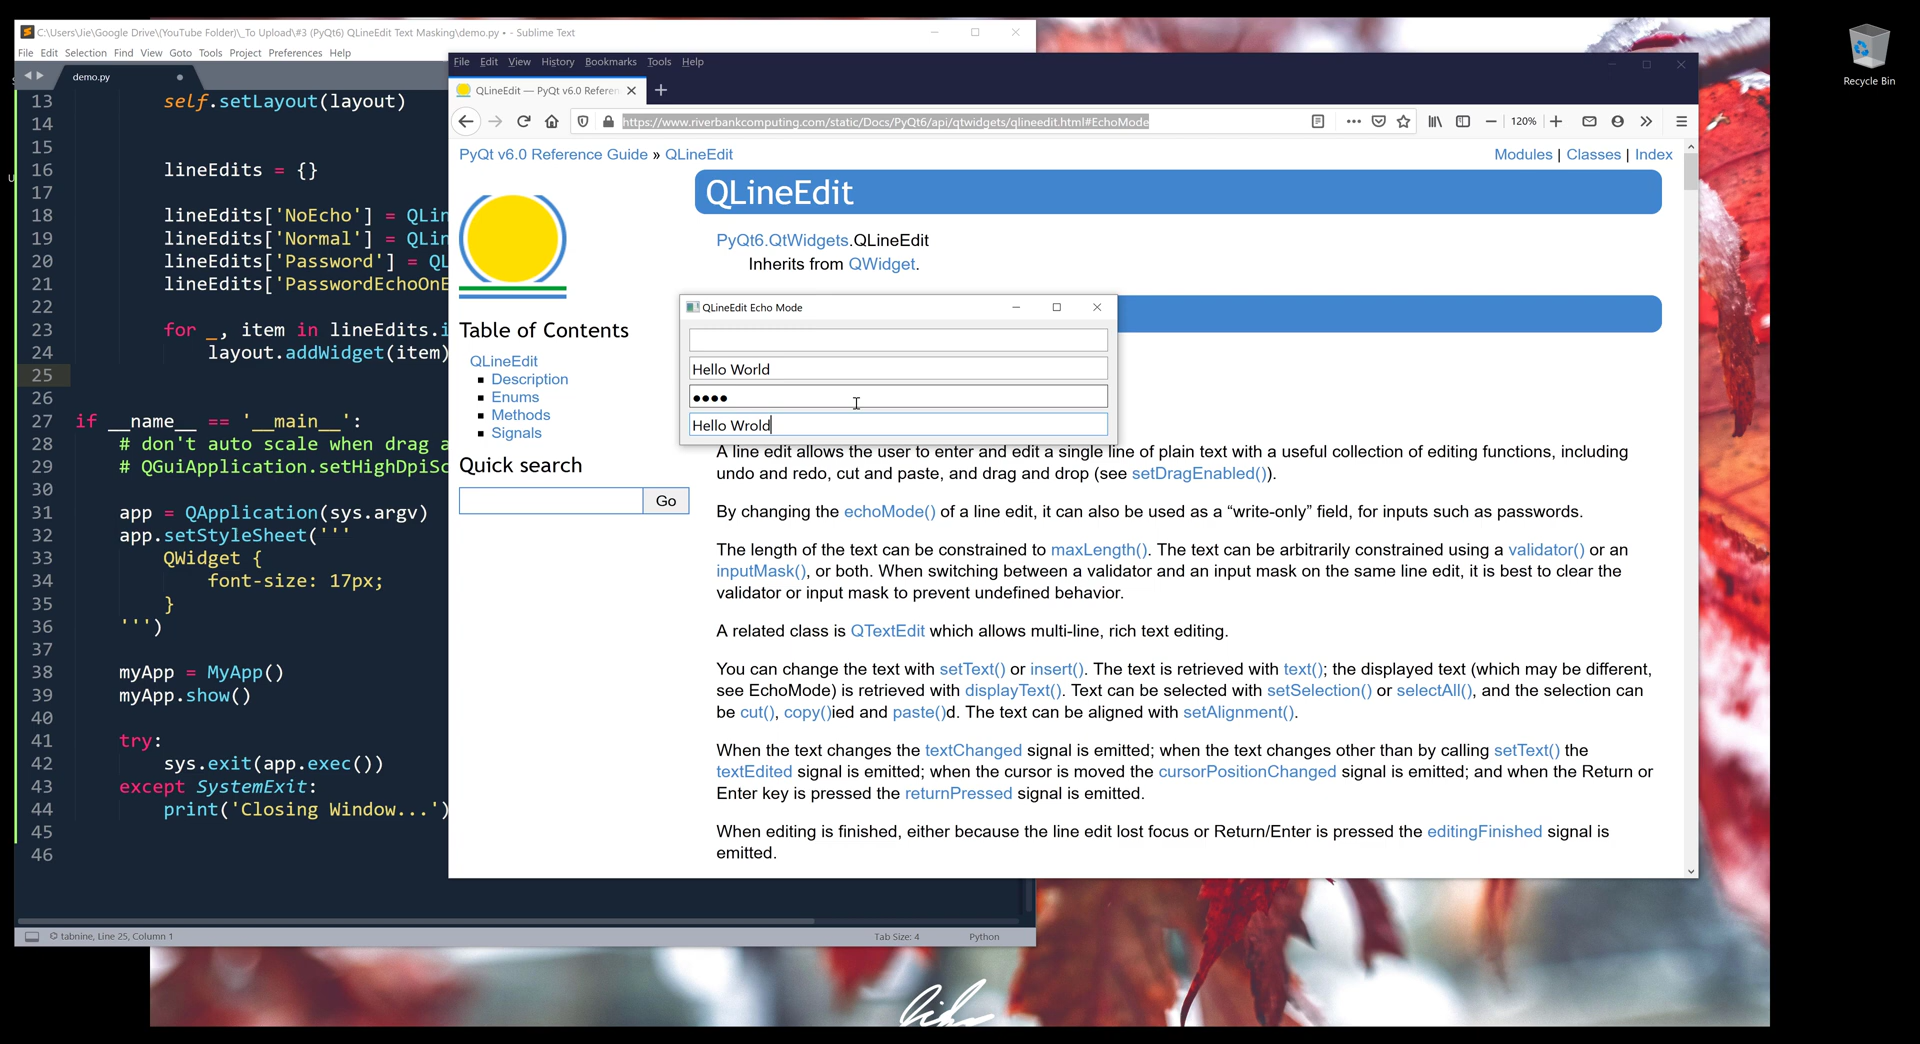 C:\Users\Jie\Google Drive\(YouTube Folder)\_To Upload\#3 (PyQt6) QLineEdit Text Masking\demo.py • - Sublime Text
File Edit Selection Find View Goto Tools Project Preferences Help
demo.py
13 self.setLayout(layout)
14
15
16 lineEdits = {}
17
18 lineEdits['NoEcho'] = QLin
19 lineEdits['Normal'] = QLin
20 lineEdits['Password'] = QL
21 lineEdits['PasswordEchoOnE
22
23 for _, item in lineEdits.i
24 layout.addWidget(item)
25
26
27 if __name__ == '__main__':
28 # don't auto scale when drag a
29 # QGuiApplication.setHighDpiSc
30
31 app = QApplication(sys.argv)
32 app.setStyleSheet('''
33 QWidget {
34 font-size: 17px;
35 }
36 ''')
37
38 myApp = MyApp()
39 myApp.show()
40
41 try:
42 sys.exit(app.exec())
43 except SystemExit:
44 print('Closing Window...')
45
46
tabnine, Line 25, Column 1
Tab Size: 4
Python
File Edit View History Bookmarks Tools Help
QLineEdit — PyQt v6.0 Referen
https://www.riverbankcomputing.com/static/Docs/PyQt6/api/qtwidgets/qlineedit.html#EchoMode
120%
PyQt v6.0 Reference Guide » QLineEdit
Modules | Classes | Index
Table of Contents
QLineEdit
Description
Enums
Methods
Signals
Quick search
Go
QLineEdit
PyQt6.QtWidgets.QLineEdit
Inherits from QWidget.
QLineEdit Echo Mode
Hello World
●●●●
Hello Wrold
A line edit allows the user to enter and edit a single line of plain text with a useful collection of editing functions, including
undo and redo, cut and paste, and drag and drop (see setDragEnabled()).
By changing the echoMode() of a line edit, it can also be used as a “write-only” field, for inputs such as passwords.
The length of the text can be constrained to maxLength(). The text can be arbitrarily constrained using a validator() or an
inputMask(), or both. When switching between a validator and an input mask on the same line edit, it is best to clear the
validator or input mask to prevent undefined behavior.
A related class is QTextEdit which allows multi-line, rich text editing.
You can change the text with setText() or insert(). The text is retrieved with text(); the displayed text (which may be different,
see EchoMode) is retrieved with displayText(). Text can be selected with setSelection() or selectAll(), and the selection can
be cut(), copy()ied and paste()d. The text can be aligned with setAlignment().
When the text changes the textChanged signal is emitted; when the text changes other than by calling setText() the
textEdited signal is emitted; when the cursor is moved the cursorPositionChanged signal is emitted; and when the Return or
Enter key is pressed the returnPressed signal is emitted.
When editing is finished, either because the line edit lost focus or Return/Enter is pressed the editingFinished signal is
emitted.
Recycle Bin